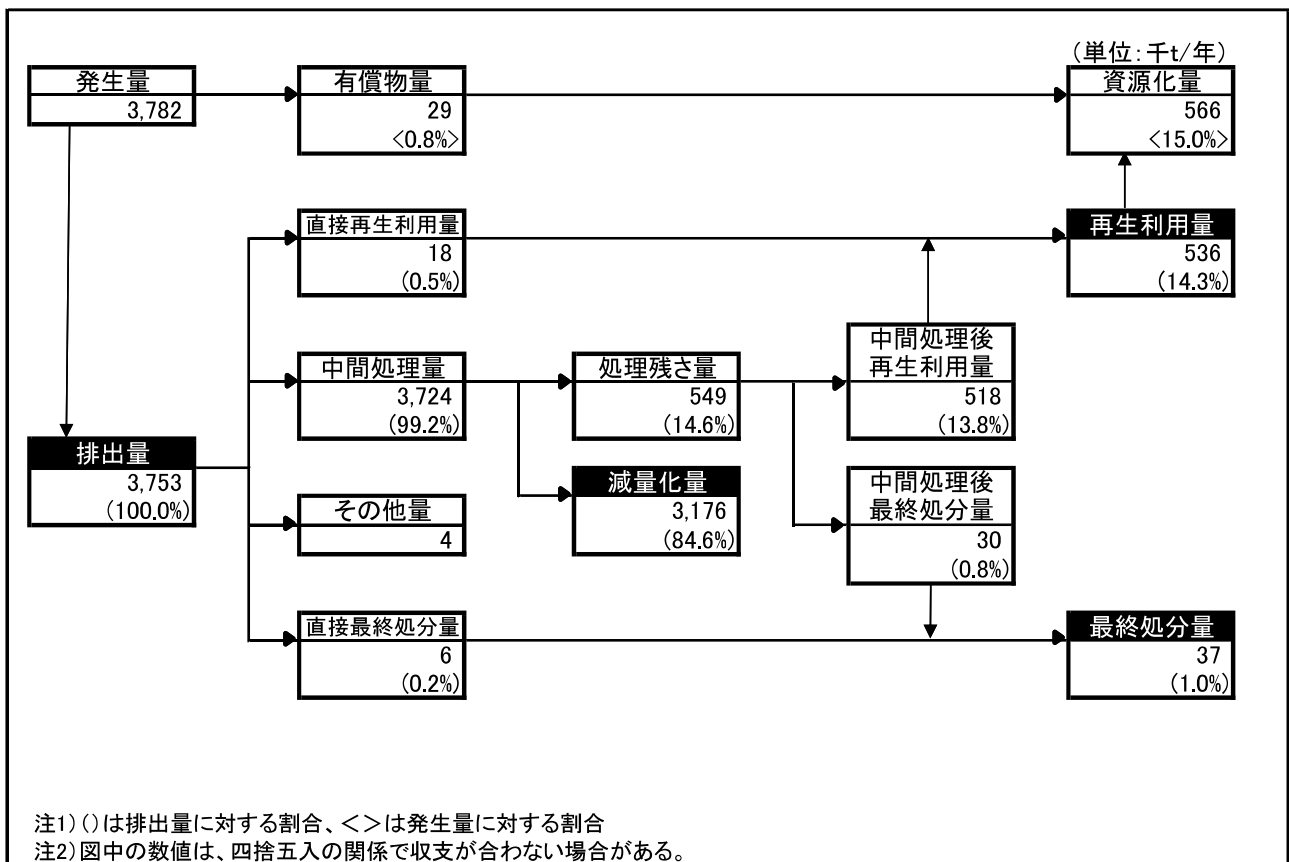 (単位:千t/年)
発生量
3,782
有償物量
29
<0.8%>
資源化量
566
<15.0%>
直接再生利用量
18
(0.5%)
再生利用量
536
(14.3%)
中間処理量
3,724
(99.2%)
処理残さ量
549
(14.6%)
中間処理後
再生利用量
518
(13.8%)
排出量
3,753
(100.0%)
減量化量
3,176
(84.6%)
中間処理後
最終処分量
30
(0.8%)
その他量
4
直接最終処分量
6
(0.2%)
最終処分量
37
(1.0%)
注1)()は排出量に対する割合、<>は発生量に対する割合
注2)図中の数値は、四捨五入の関係で収支が合わない場合がある。